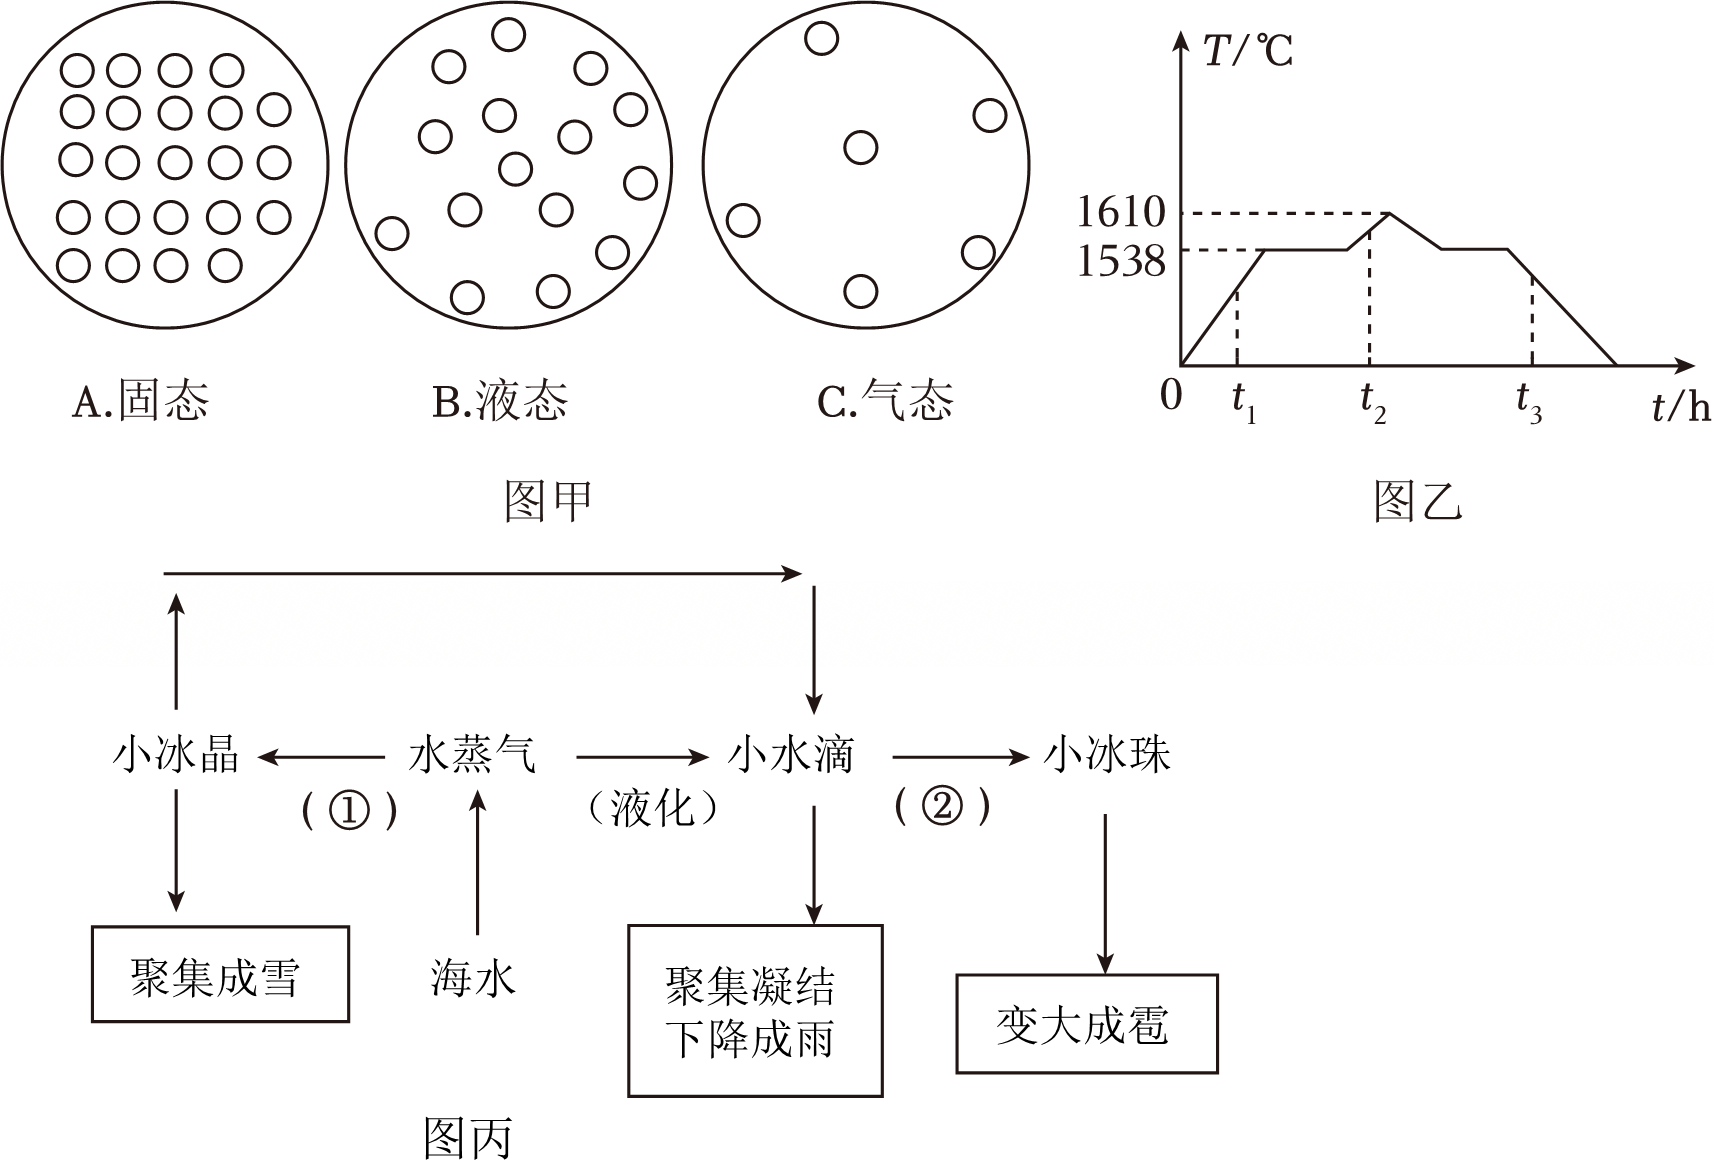 A.固态
B.液态
C.气态
图甲
T/℃
1610
1538
0
t1
t2
t3
t/h
图乙
小冰晶
水蒸气
小水滴
小冰珠
(①)
（液化）
(②)
聚集成雪
海水
聚集凝结
下降成雨
变大成雹
图丙